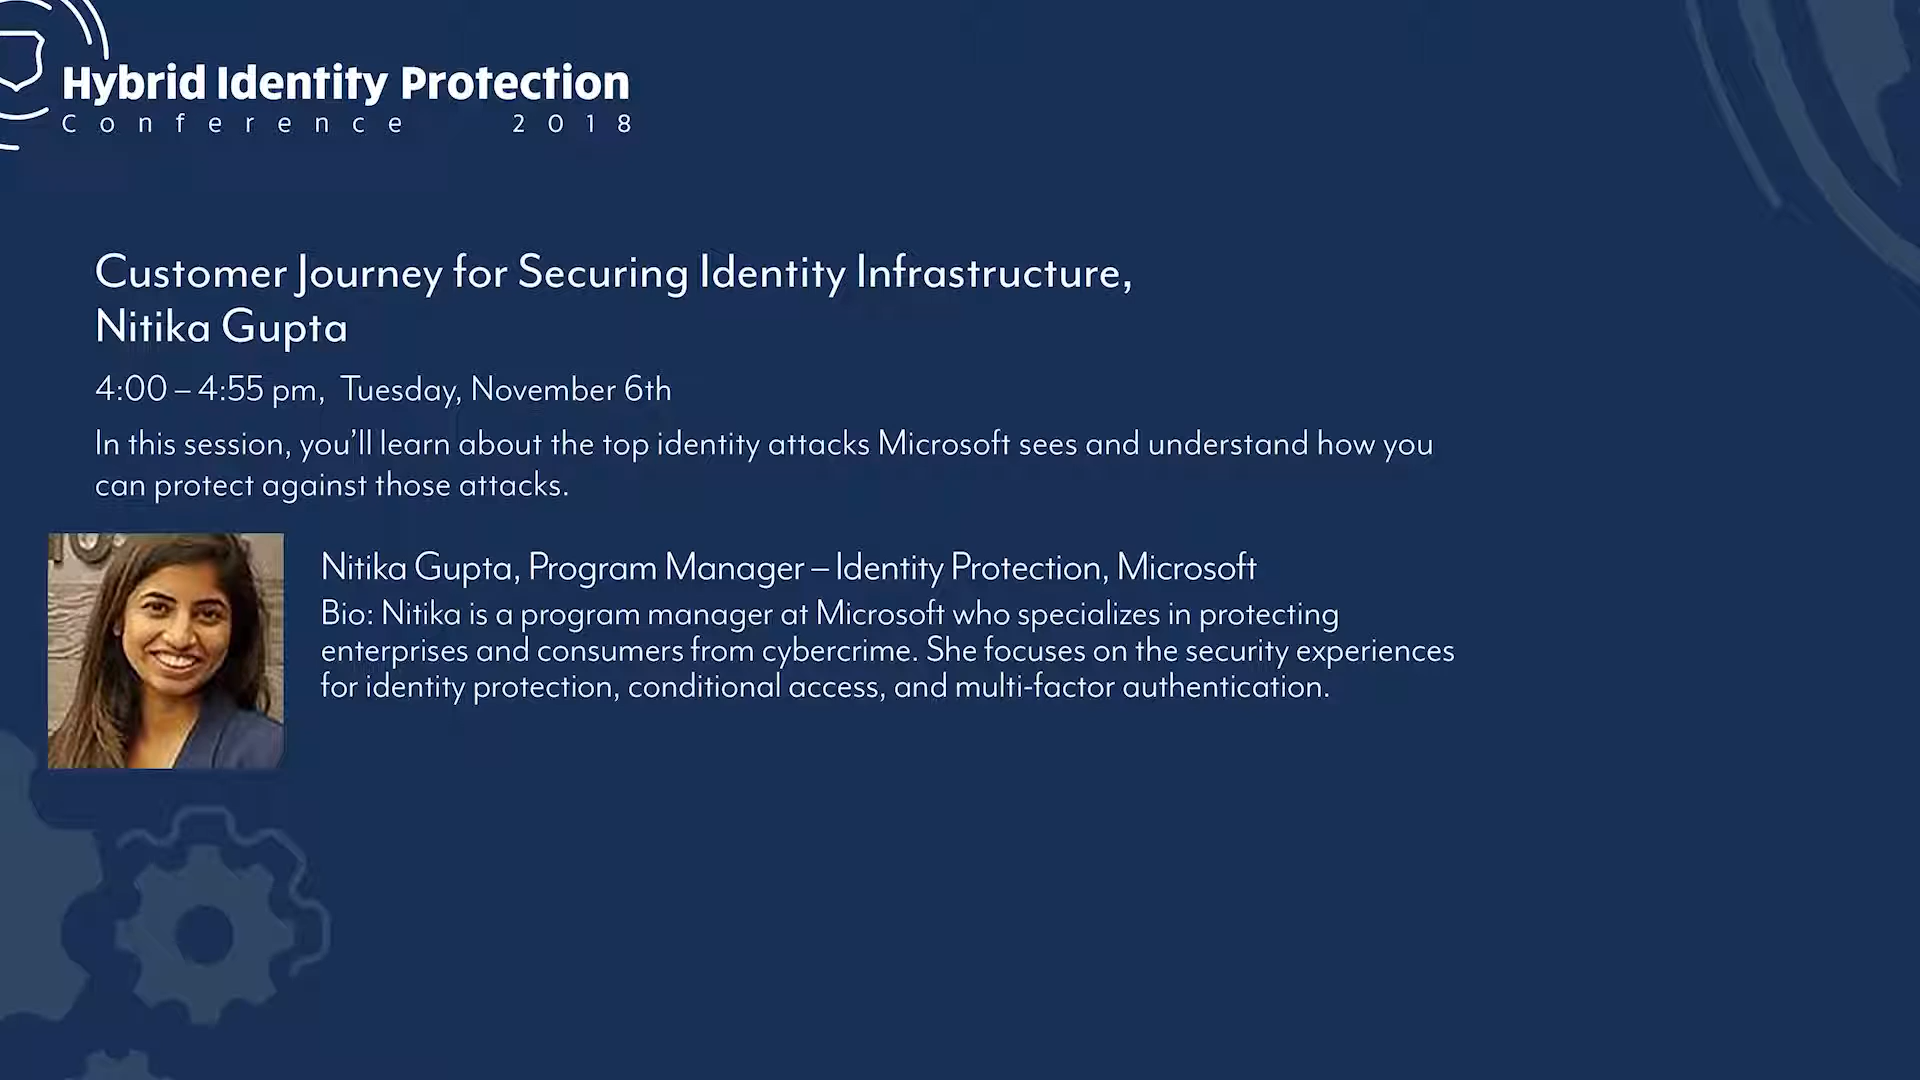 Hybrid Identity Protection
Conference 2018
Customer Journey for Securing Identity Infrastructure,
Nitika Gupta
4:00 – 4:55 pm, Tuesday, November 6th
In this session, you’ll learn about the top identity attacks Microsoft sees and understand how you
can protect against those attacks.
Nitika Gupta, Program Manager – Identity Protection, Microsoft
Bio: Nitika is a program manager at Microsoft who specializes in protecting
enterprises and consumers from cybercrime. She focuses on the security experiences
for identity protection, conditional access, and multi-factor authentication.